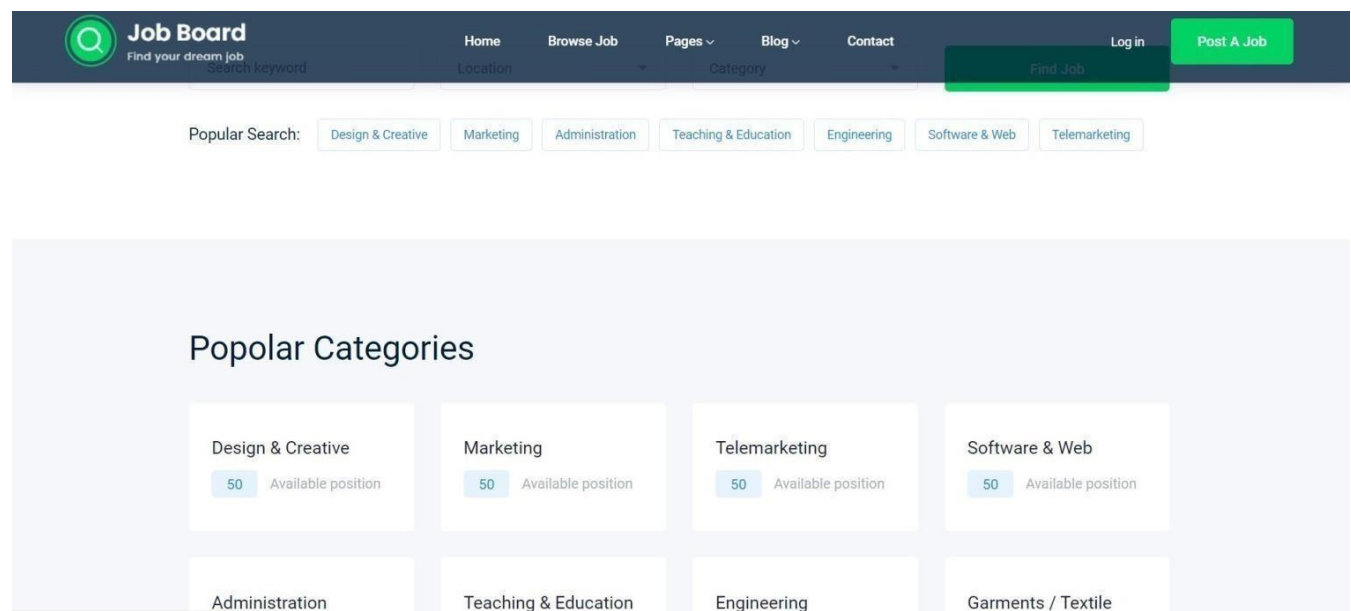 Job Board
Find your dream job
Home Browse Job Pages Blog Contact
Log in Post A Job
Search keyword Location Category Find Job
Popular Search: Design & Creative Marketing Administration Teaching & Education Engineering Software & Web Telemarketing
Popolar Categories
Design & Creative Marketing Telemarketing Software & Web
50 Available position 50 Available position 50 Available position 50 Available position
Administration Teaching & Education Engineering Garments / Textile